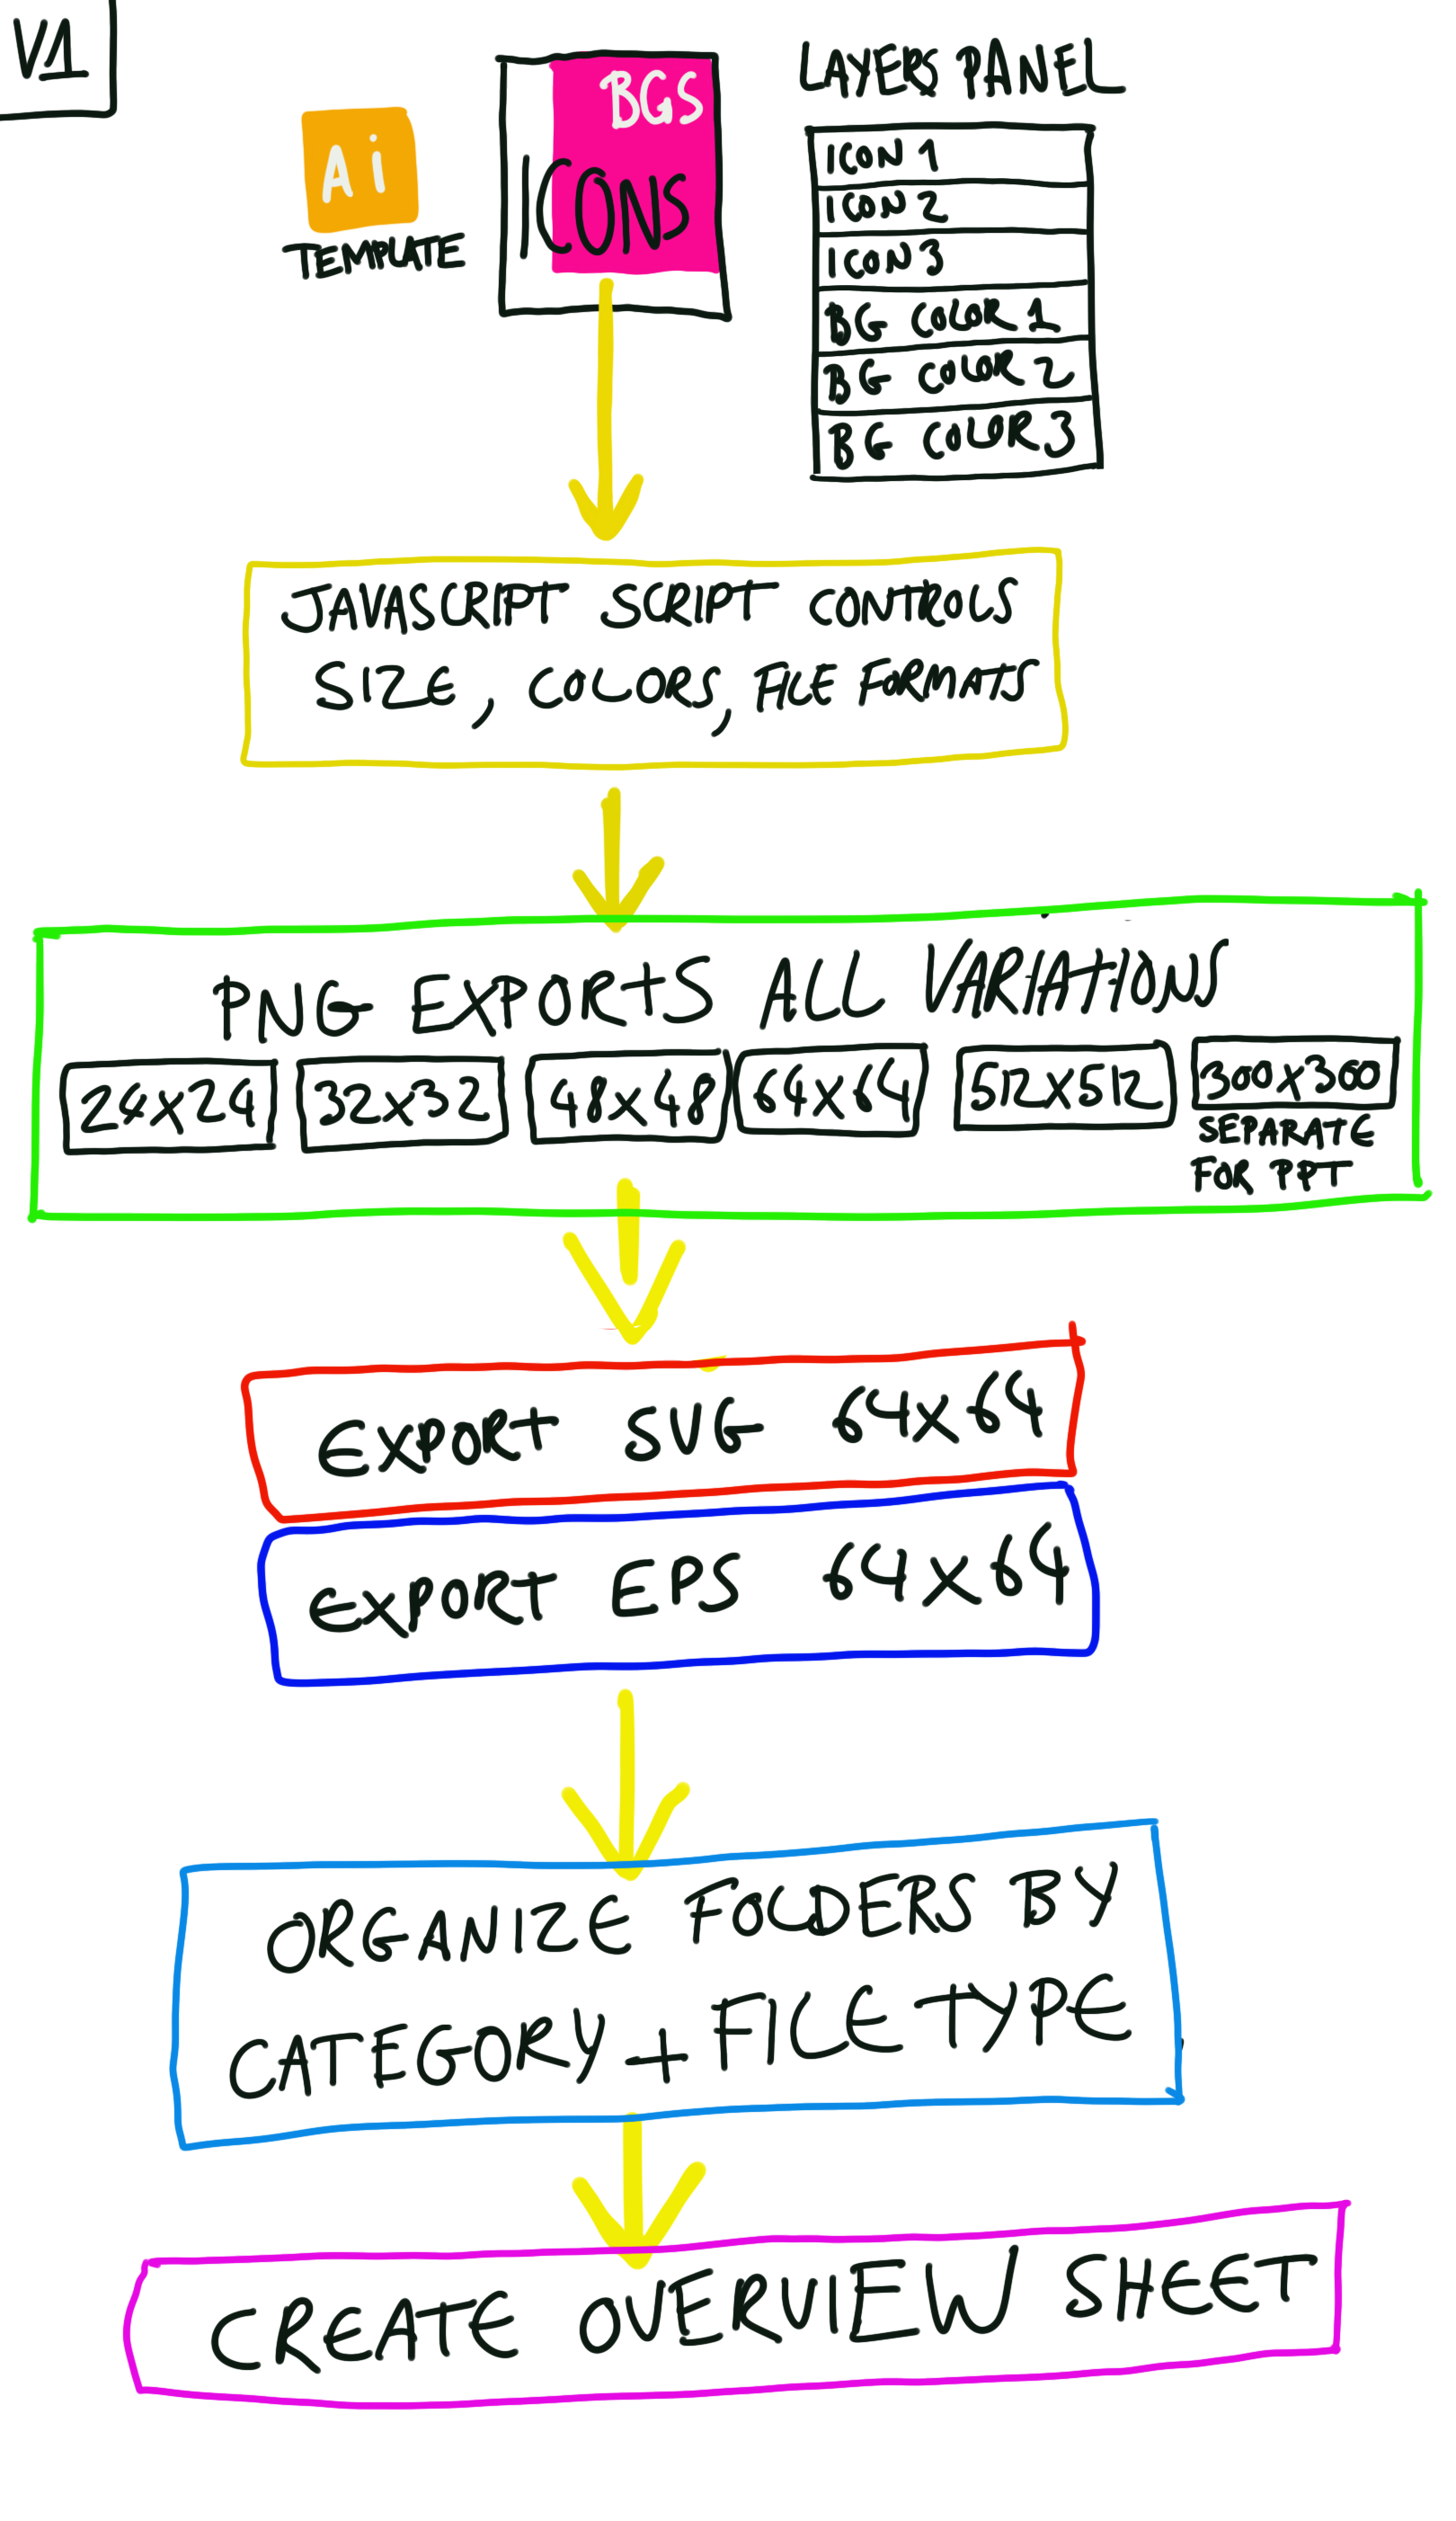 V1
Ai
TEMPLATE
BGS
ICONS
LAYERS PANEL
ICON 1
ICON 2
ICON 3
BG COLOR 1
BG COLOR 2
BG COLOR 3
JAVASCRIPT SCRIPT CONTROLS
SIZE, COLORS, FILE FORMATS
PNG EXPORTS ALL VARIATIONS
24x24
32x32
48x48
64x64
512x512
300x300
SEPARATE
FOR PPT
EXPORT SVG 64x64
EXPORT EPS 64x64
ORGANIZE FOLDERS BY
CATEGORY + FILE TYPE
CREATE OVERVIEW SHEET